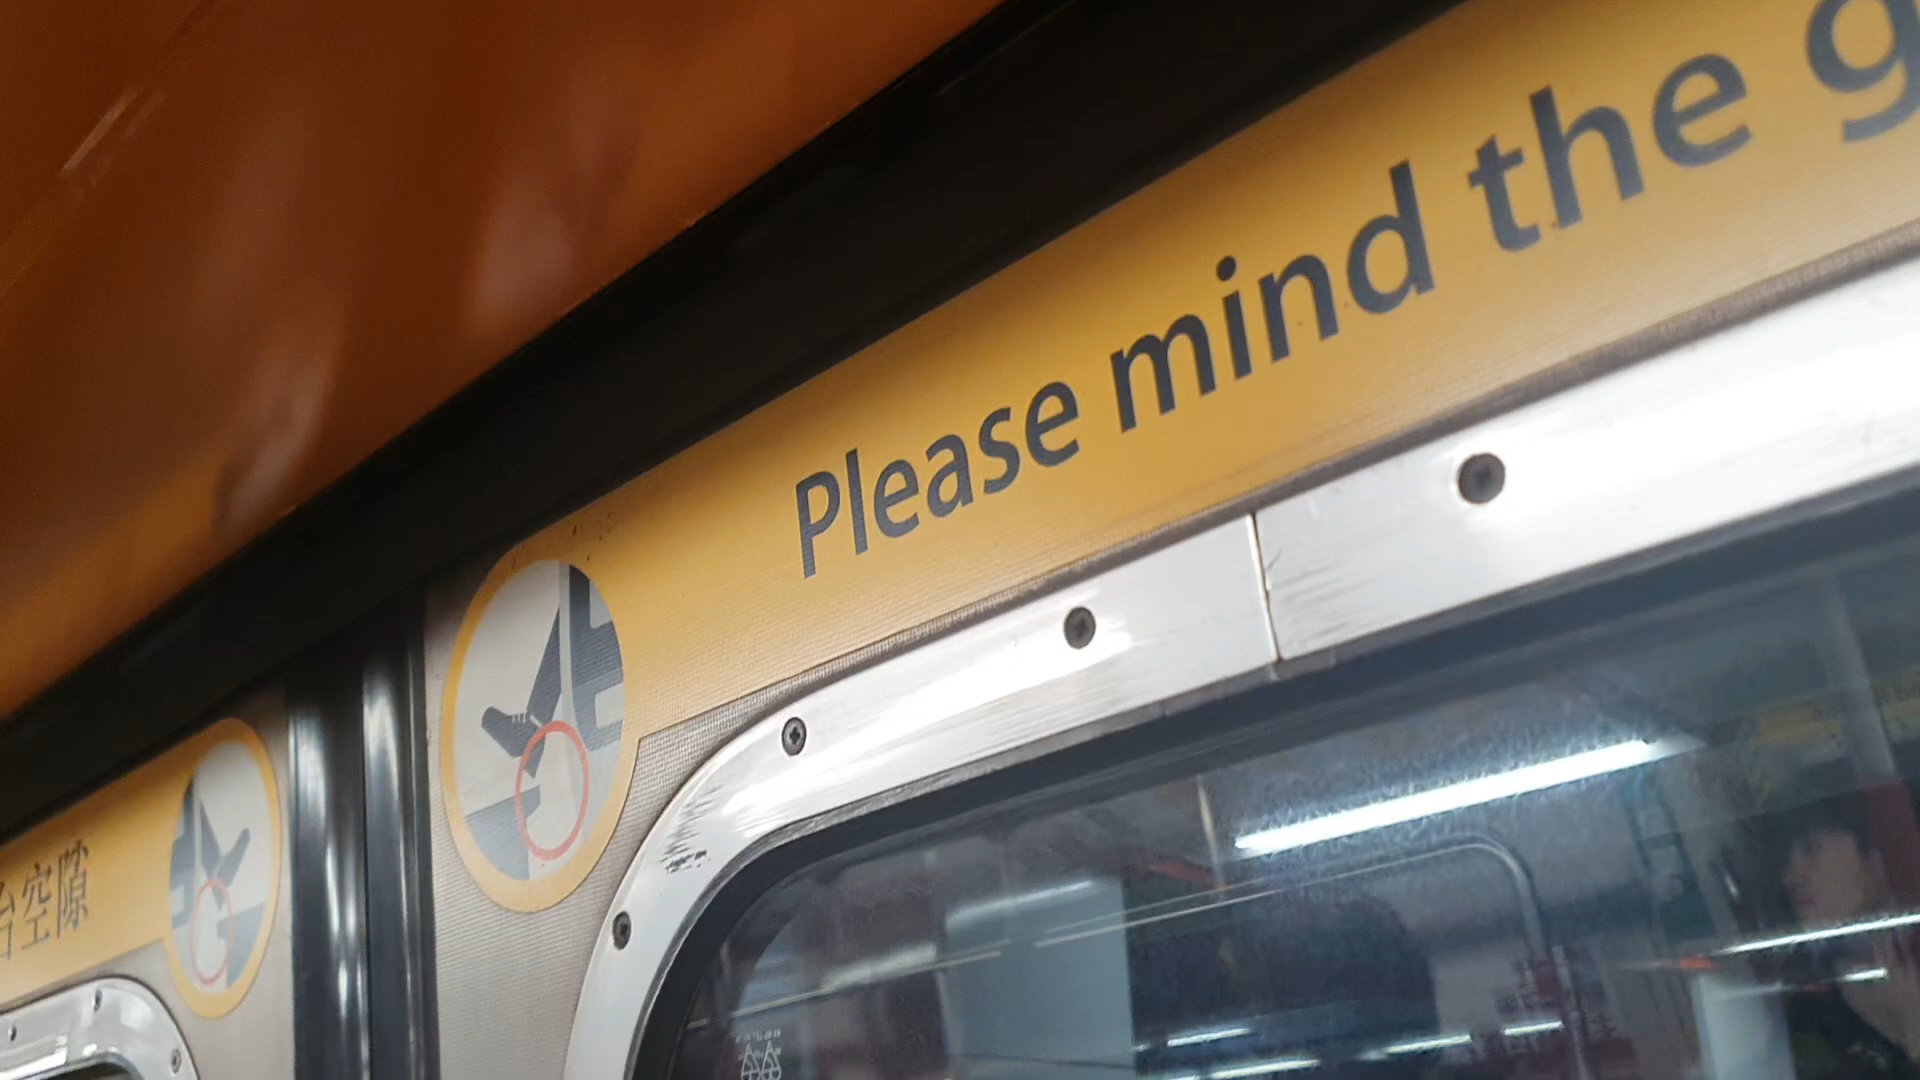 Please mind the g
台空隙